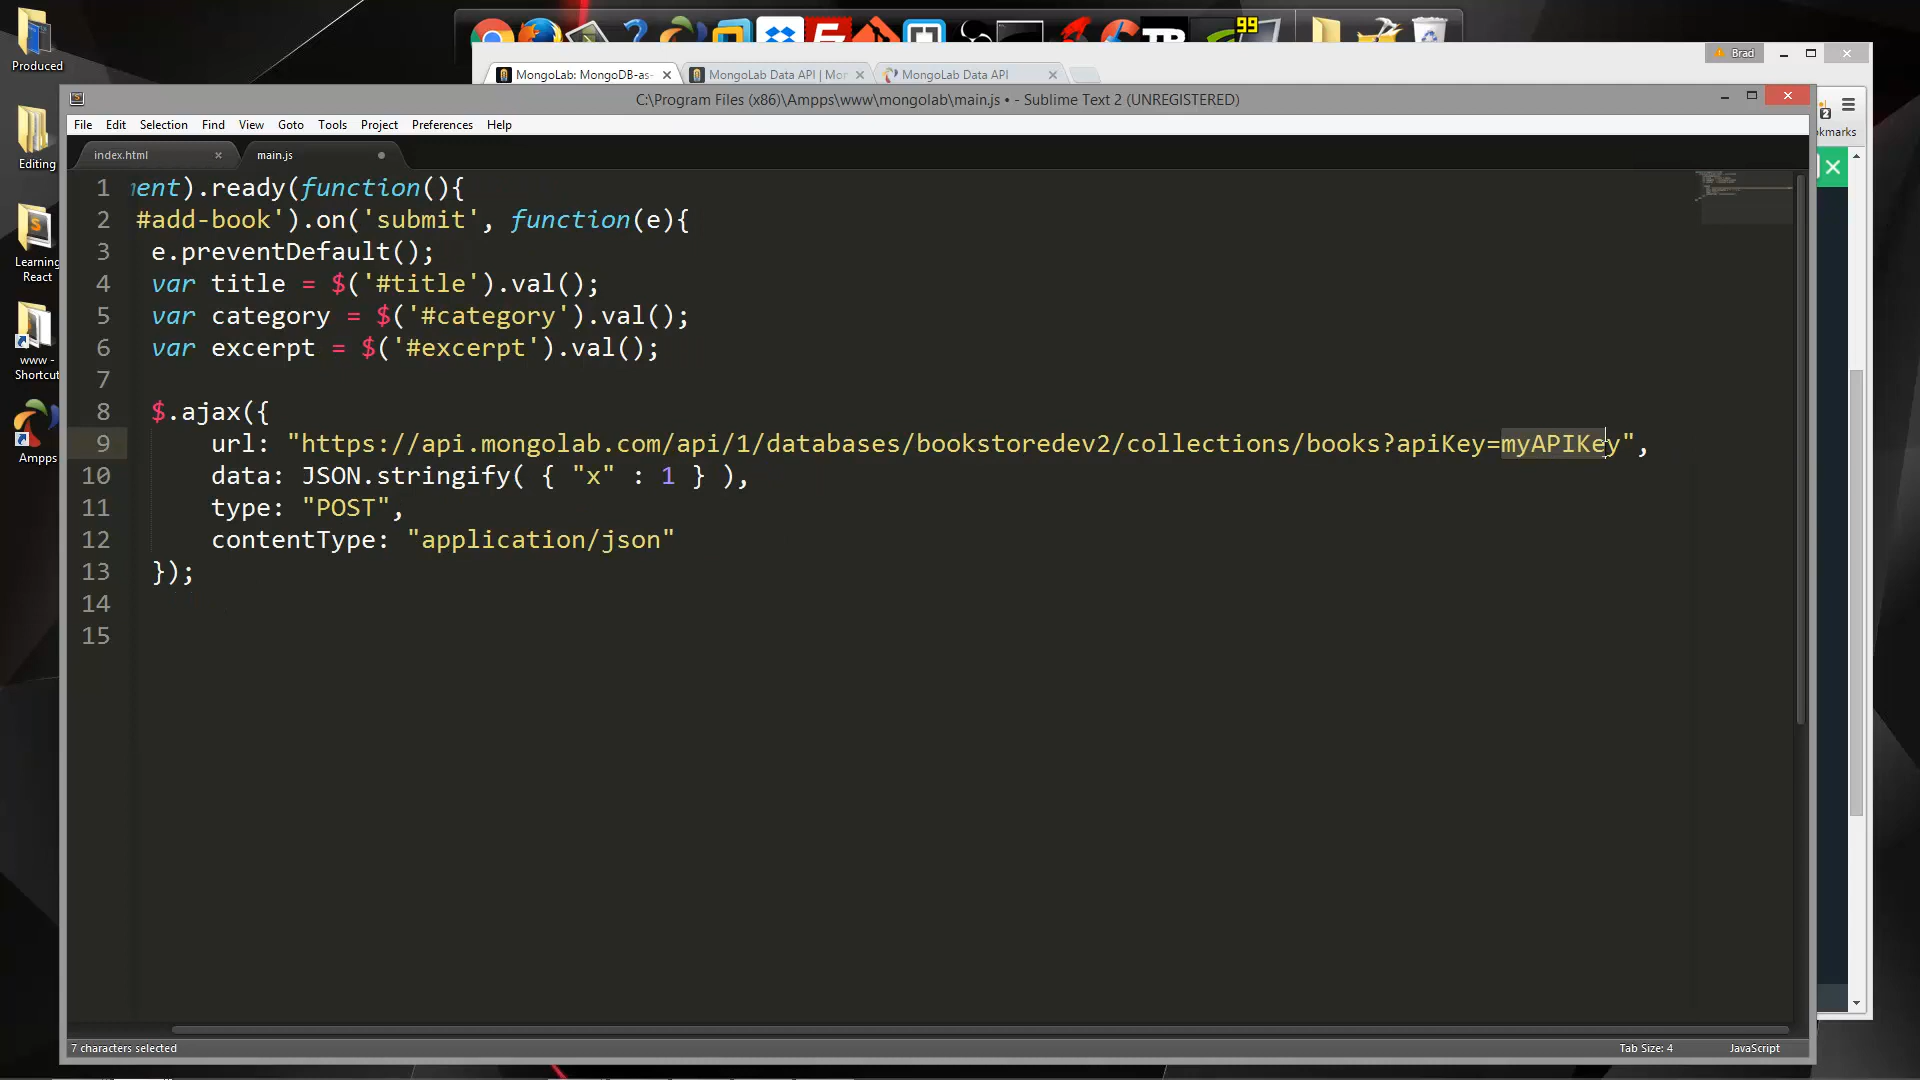 Produced
Editing
Learning
React
www -
Shortcut
Ampps
99
Brad
MongoLab: MongoDB-as-
MongoLab Data API | Mor
MongoLab Data API
C:\Program Files (x86)\Ampps\www\mongolab\main.js • - Sublime Text 2 (UNREGISTERED)
File Edit Selection Find View Goto Tools Project Preferences Help
2
kmarks
index.html
main.js
1 ent).ready(function(){
2 #add-book').on('submit', function(e){
3 e.preventDefault();
4 var title = $('#title').val();
5 var category = $('#category').val();
6 var excerpt = $('#excerpt').val();
7
8 $.ajax({
9 url: "https://api.mongolab.com/api/1/databases/bookstoredev2/collections/books?apiKey=myAPIKey",
10 data: JSON.stringify( { "x" : 1 } ),
11 type: "POST",
12 contentType: "application/json"
13 });
14
15
7 characters selected
Tab Size: 4
JavaScript